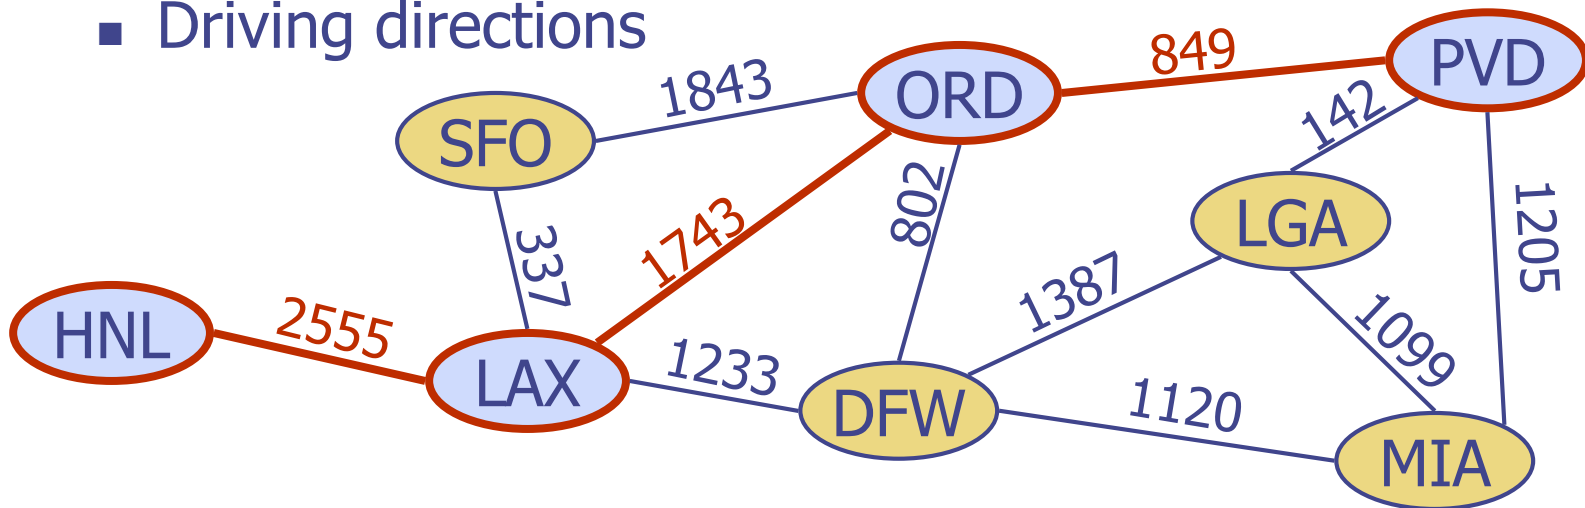 ■ Driving directions
849
PVD
1843
ORD
142
SFO
802
LGA
1205
1743
337
1387
HNL
2555
1099
LAX
1233
DFW
1120
MIA